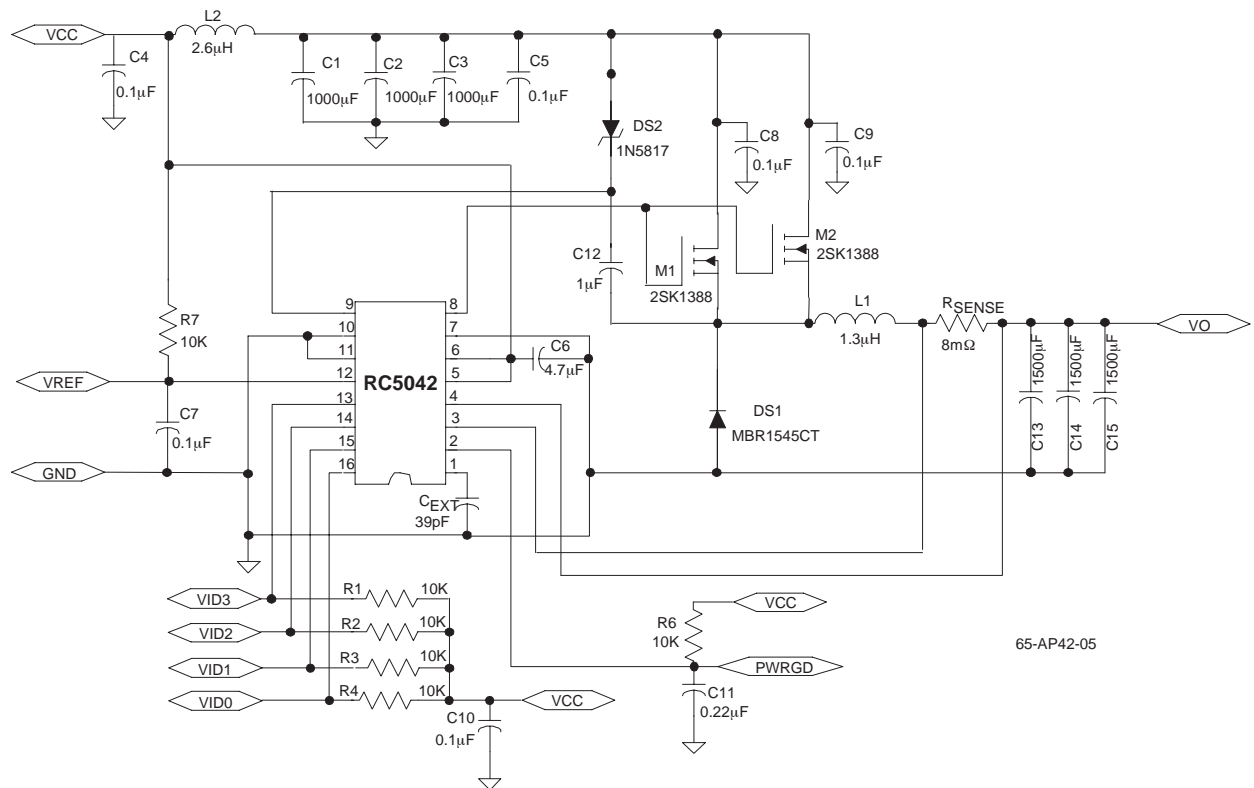 VCC
L2
2.6µH
C4
0.1µF
C1
1000µF
C2
1000µF
C3
1000µF
C5
0.1µF
DS2
1N5817
C8
0.1µF
C9
0.1µF
C12
1µF
M1
2SK1388
M2
2SK1388
R7
10K
L1
1.3µH
RSENSE
8mΩ
VO
9
10
11
12
13
14
15
16
RC5042
8
7
6
5
4
3
2
1
C6
4.7µF
VREF
C7
0.1µF
GND
DS1
MBR1545CT
1500µF
1500µF
1500µF
C13
C14
C15
CEXT
39pF
VID3
R1
10K
VID2
R2
10K
VID1
R3
10K
VID0
R4
10K
VCC
C10
0.1µF
VCC
R6
10K
PWRGD
C11
0.22µF
65-AP42-05